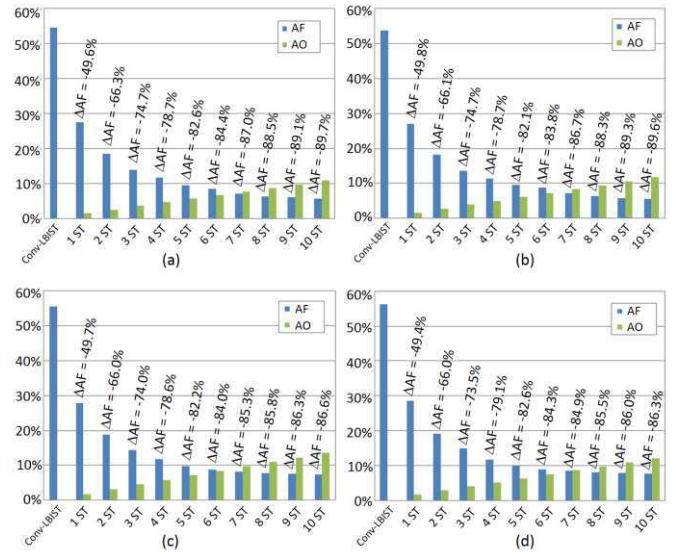 60%
50%
40%
30%
20%
10%
0%
AF
AO
ΔAF = -49.6%
ΔAF = -66.3%
ΔAF = -74.7%
ΔAF = -78.7%
ΔAF = -82.6%
ΔAF = -84.4%
ΔAF = -87.0%
ΔAF = -88.5%
ΔAF = -89.1%
ΔAF = -89.7%
Conv-LBIST
1 ST
2 ST
3 ST
4 ST
5 ST
6 ST
7 ST
8 ST
9 ST
10 ST
(a)
60%
50%
40%
30%
20%
10%
0%
AF
AO
ΔAF = -49.8%
ΔAF = -66.1%
ΔAF = -74.7%
ΔAF = -78.7%
ΔAF = -82.1%
ΔAF = -83.8%
ΔAF = -86.7%
ΔAF = -88.3%
ΔAF = -89.3%
ΔAF = -89.6%
Conv-LBIST
1 ST
2 ST
3 ST
4 ST
5 ST
6 ST
7 ST
8 ST
9 ST
10 ST
(b)
60%
50%
40%
30%
20%
10%
0%
AF
AO
ΔAF = -49.7%
ΔAF = -66.0%
ΔAF = -74.0%
ΔAF = -78.6%
ΔAF = -82.2%
ΔAF = -84.0%
ΔAF = -85.3%
ΔAF = -85.8%
ΔAF = -86.3%
ΔAF = -86.6%
Conv-LBIST
1 ST
2 ST
3 ST
4 ST
5 ST
6 ST
7 ST
8 ST
9 ST
10 ST
(c)
60%
50%
40%
30%
20%
10%
0%
AF
AO
ΔAF = -49.4%
ΔAF = -66.0%
ΔAF = -73.5%
ΔAF = -79.1%
ΔAF = -82.6%
ΔAF = -84.3%
ΔAF = -84.9%
ΔAF = -85.5%
ΔAF = -86.0%
ΔAF = -86.3%
Conv-LBIST
1 ST
2 ST
3 ST
4 ST
5 ST
6 ST
7 ST
8 ST
9 ST
10 ST
(d)